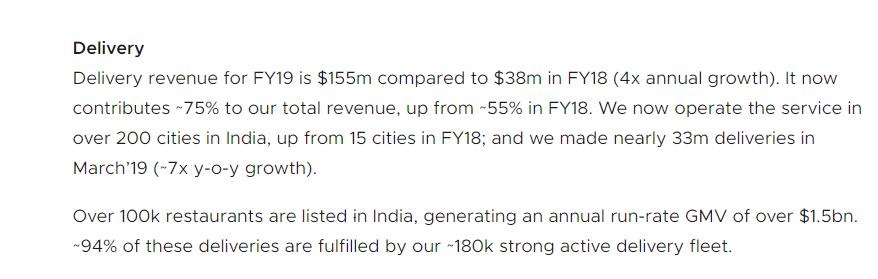 Delivery
Delivery revenue for FY19 is $155m compared to $38m in FY18 (4x annual growth). It now
contributes ~75% to our total revenue, up from ~55% in FY18. We now operate the service in
over 200 cities in India, up from 15 cities in FY18; and we made nearly 33m deliveries in
March'19 (~7x y-o-y growth).
Over 100k restaurants are listed in India, generating an annual run-rate GMV of over $1.5bn.
~94% of these deliveries are fulfilled by our ~180k strong active delivery fleet.